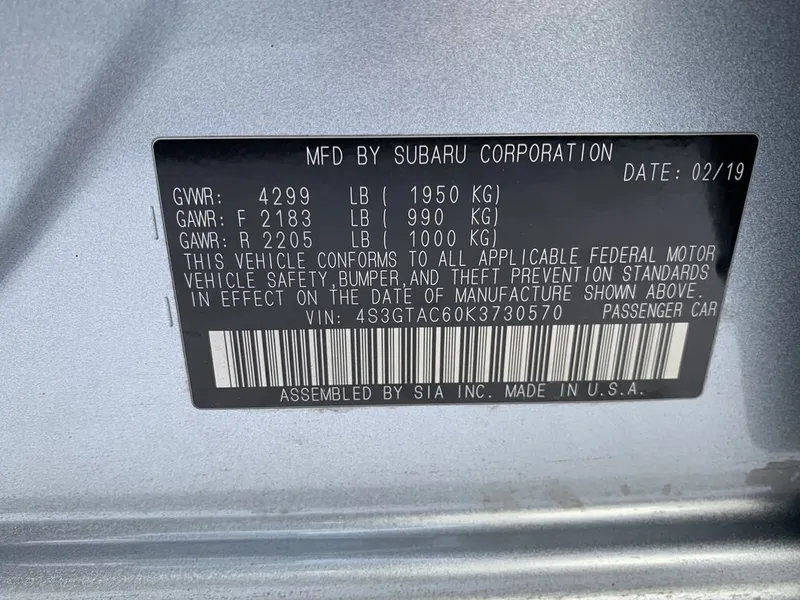 MFD BY SUBARU CORPORATION
DATE: 02/19
GVWR: 4299 LB ( 1950 KG)
GAWR: F 2183 LB ( 990 KG)
GAWR: R 2205 LB ( 1000 KG)
THIS VEHICLE CONFORMS TO ALL APPLICABLE FEDERAL MOTOR
VEHICLE SAFETY,BUMPER,AND THEFT PREVENTION STANDARDS
IN EFFECT ON THE DATE OF MANUFACTURE SHOWN ABOVE.
VIN: 4S3GTAC60K3730570 PASSENGER CAR
ASSEMBLED BY SIA INC. MADE IN U.S.A.